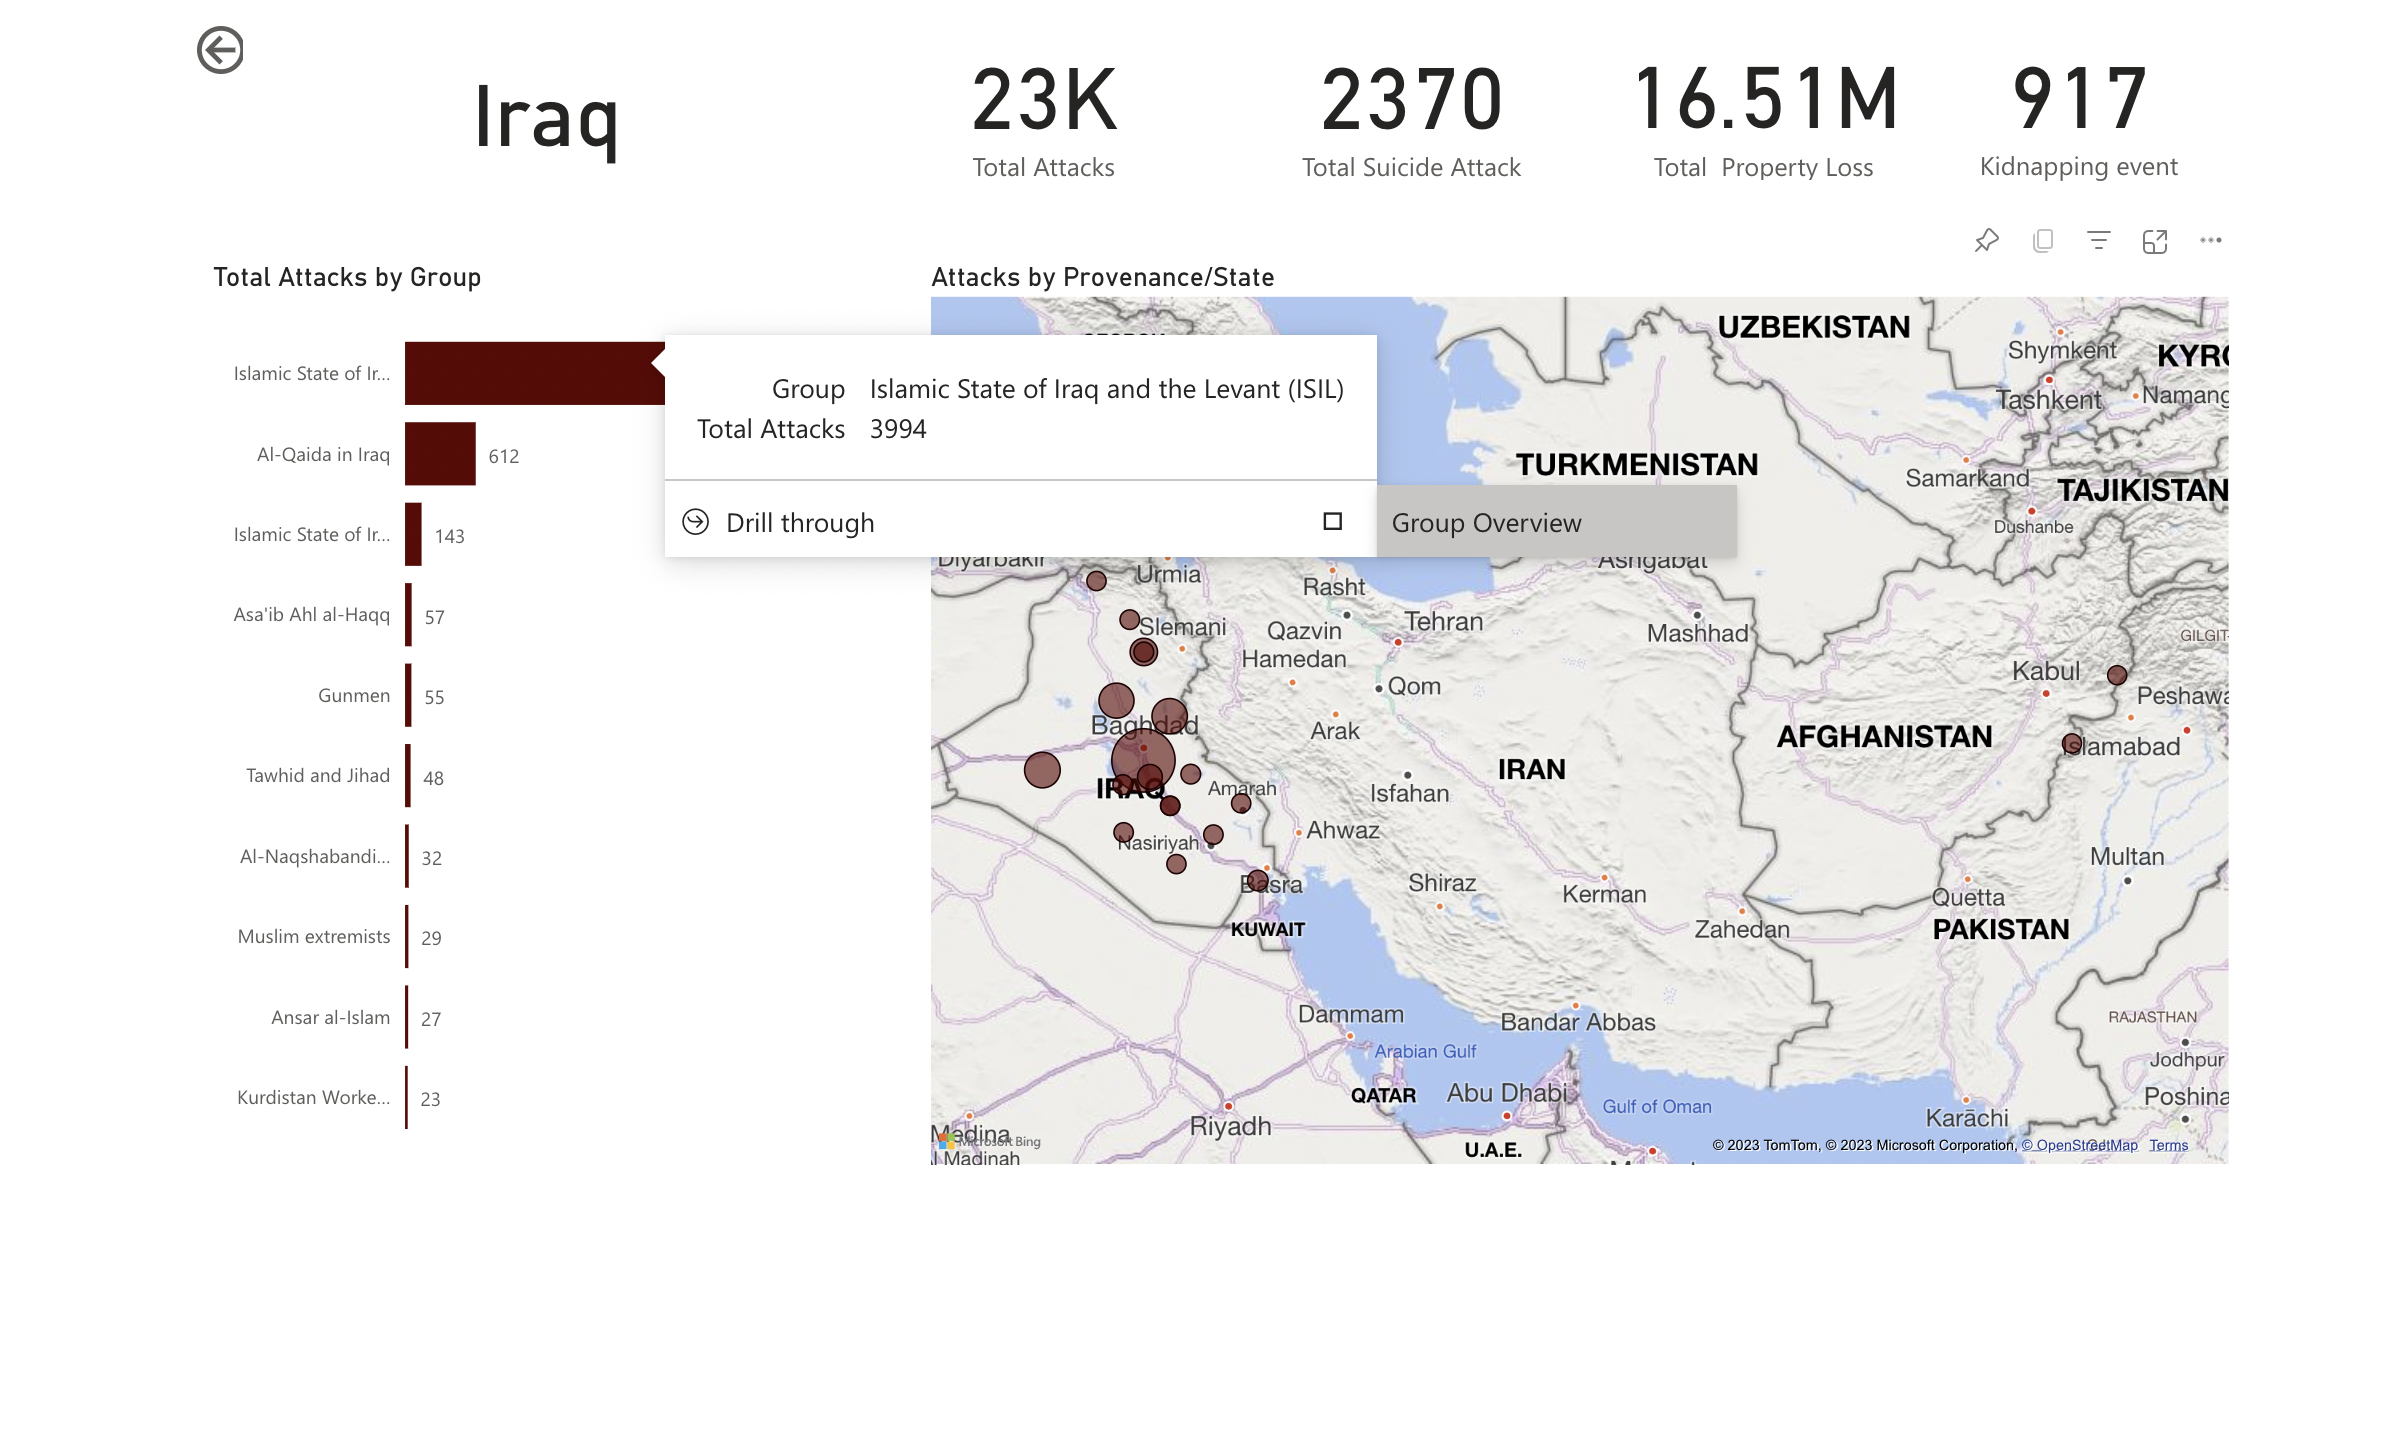 Iraq
23K
Total Attacks
2370
Total Suicide Attack
16.51M
Total Property Loss
917
Kidnapping event
Total Attacks by Group
Islamic State of Ir...
Al-Qaida in Iraq
612
Islamic State of Ir...
143
Asa'ib Ahl al-Haqq
57
Gunmen
55
Tawhid and Jihad
48
Al-Naqshabandi...
32
Muslim extremists
29
Ansar al-Islam
27
Kurdistan Worke...
23
Group Islamic State of Iraq and the Levant (ISIL)
Total Attacks 3994
Drill through
Group Overview
Attacks by Provenance/State
UZBEKISTAN
Shymkent
Tashkent
Namang
TURKMENISTAN
Samarkand
TAJIKISTAN
Dushanbe
Diyarbakir
Urmia
Rasht
Ashgabat
Slemani
Qazvin
Tehran
Mashhad
GILGIT-
Hamedan
Kabul
Qom
Peshawa
Baghdad
Arak
AFGHANISTAN
Islamabad
IRAN
IRAQ
Amarah
Isfahan
Ahwaz
Nasiriyah
Multan
Basra
Shiraz
Kerman
Quetta
KUWAIT
Zahedan
PAKISTAN
Dammam
Bandar Abbas
RAJASTHAN
Arabian Gulf
Jodhpur
QATAR
Abu Dhabi
Gulf of Oman
Poshina
Riyadh
Karāchi
Medina
Microsoft Bing
l Madinah
U.A.E.
© 2023 TomTom, © 2023 Microsoft Corporation, © OpenStreetMap Terms